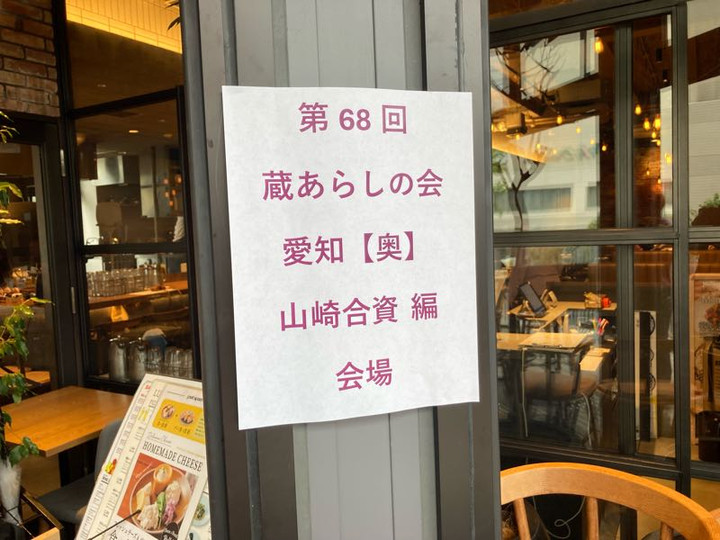 第 68 回
蔵あらしの会
愛知【奥】
山崎合資 編
会場
HOMEMADE CHEESE